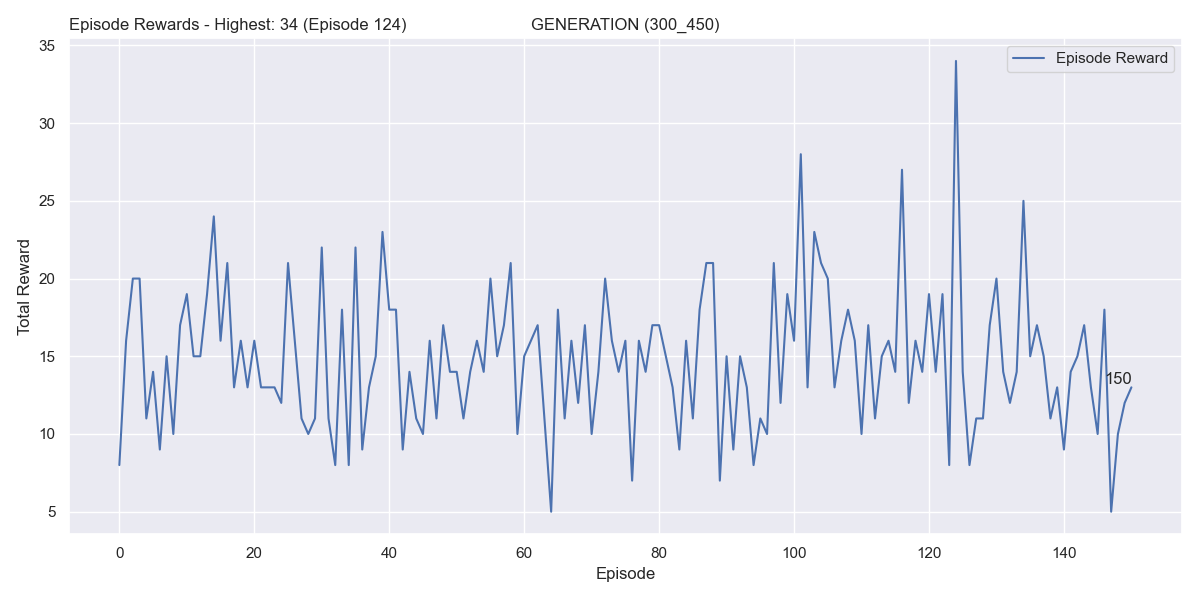 Episode Rewards - Highest: 34 (Episode 124)
GENERATION (300_450)
Episode Reward
Total Reward
35
30
25
20
15
10
5
150
0 20 40 60 80 100 120 140
Episode